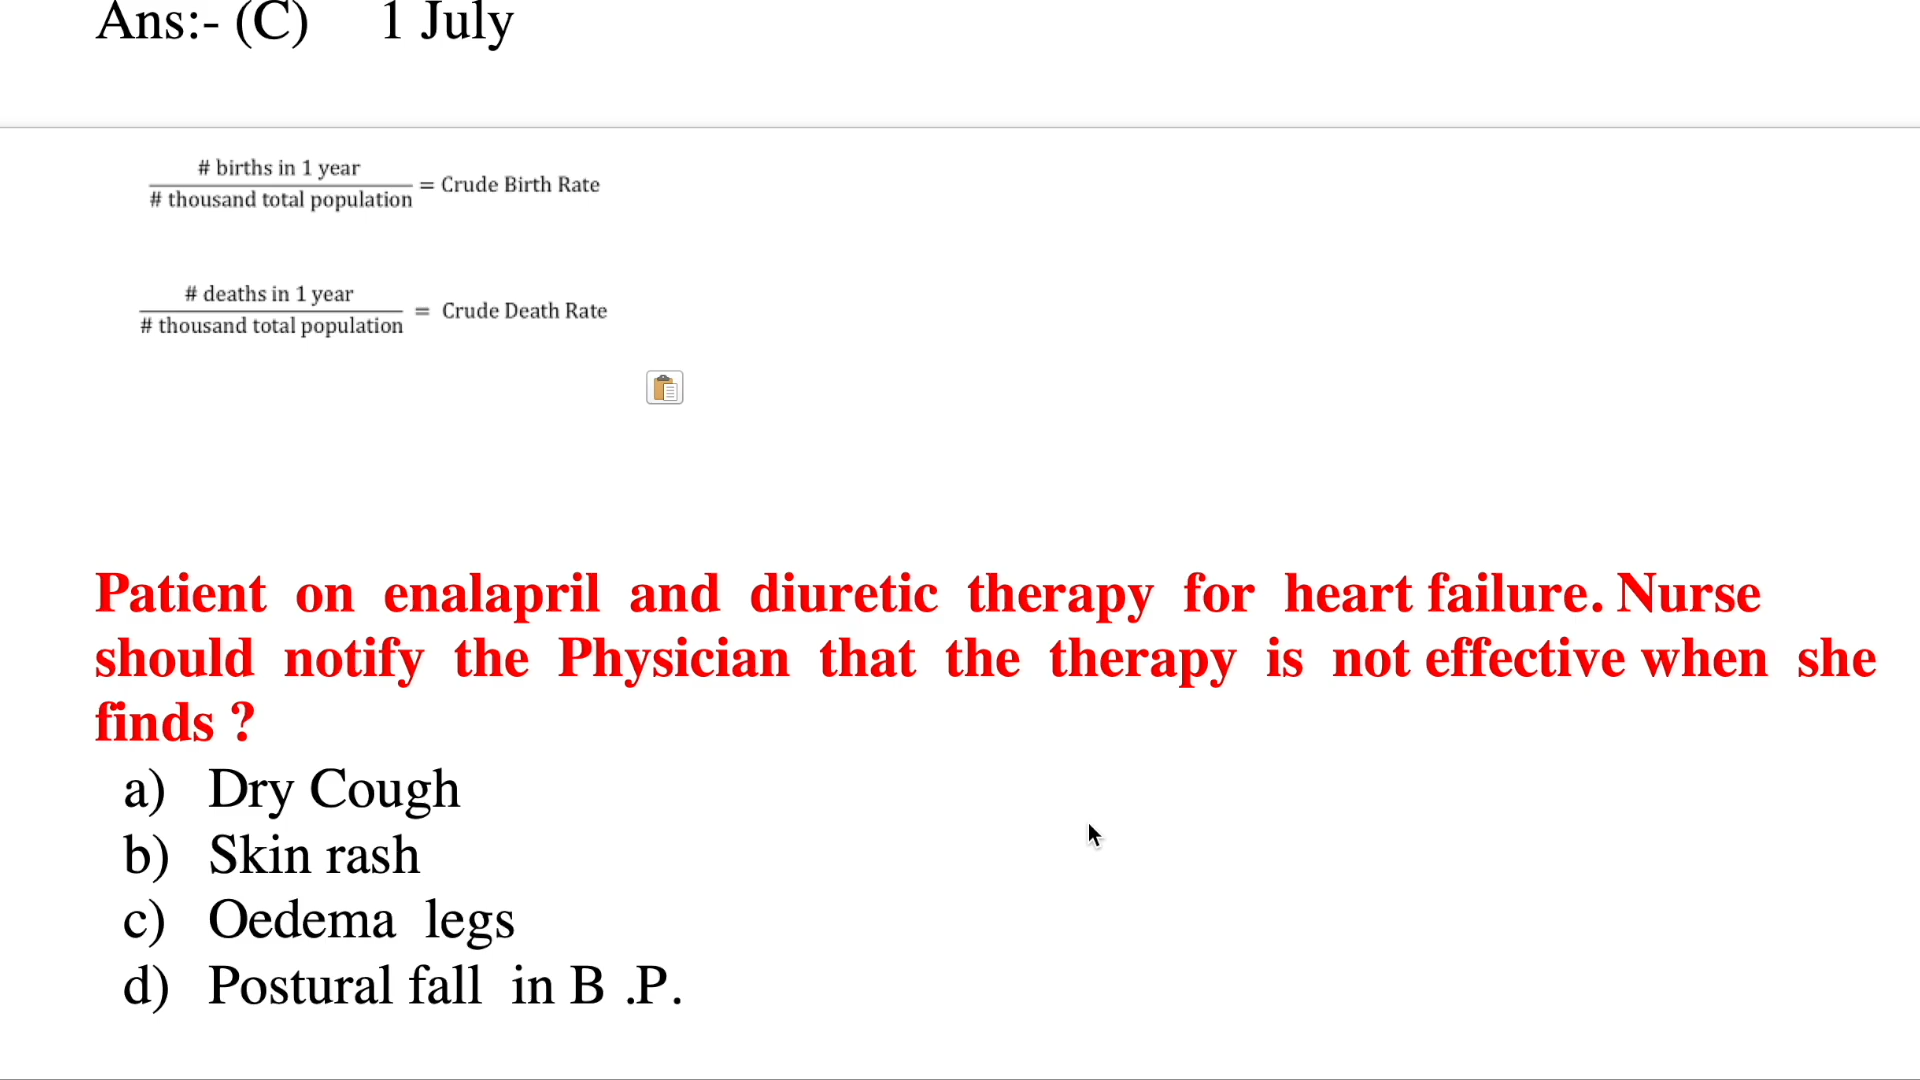 Ans:- (C) 1 July
# births in 1 year
# thousand total population
= Crude Birth Rate
# deaths in 1 year
# thousand total population
= Crude Death Rate
Patient on enalapril and diuretic therapy for heart failure. Nurse
should notify the Physician that the therapy is not effective when she
finds ?
a) Dry Cough
b) Skin rash
c) Oedema legs
d) Postural fall in B .P.